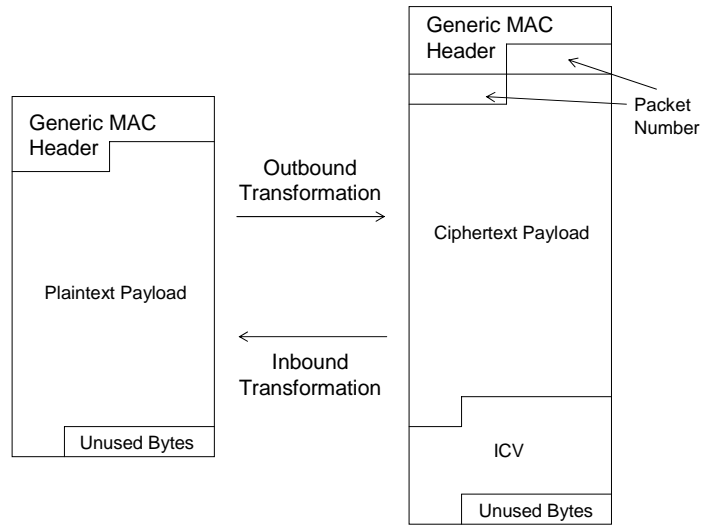 Generic MAC
Header
Plaintext Payload
Unused Bytes
Outbound
Transformation
Inbound
Transformation
Generic MAC
Header
Packet
Number
Ciphertext Payload
ICV
Unused Bytes